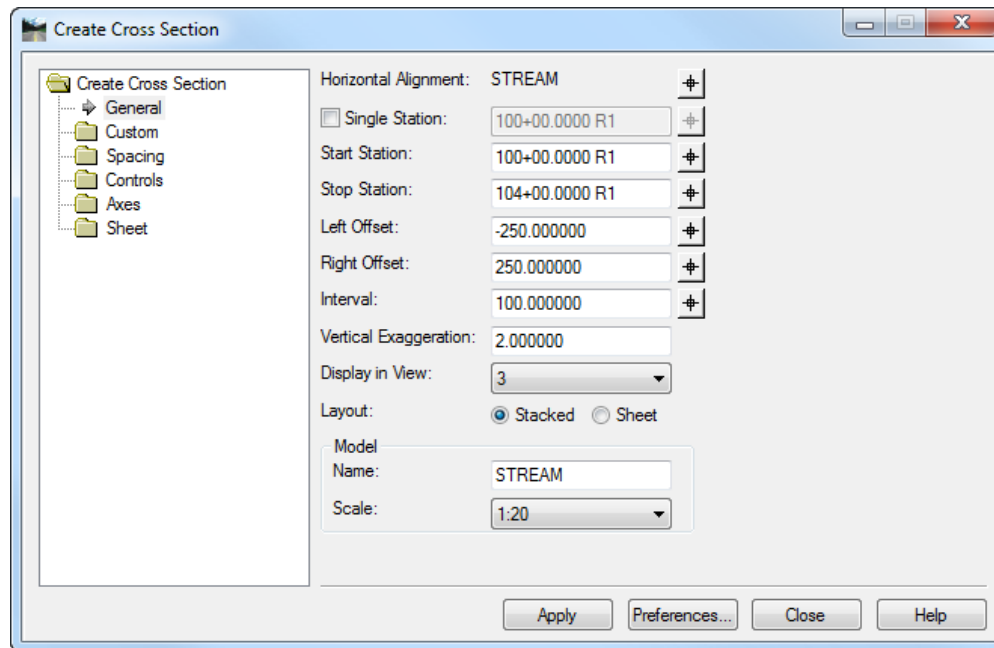 Create Cross Section
Create Cross Section
General
Custom
Spacing
Controls
Axes
Sheet
Horizontal Alignment: STREAM
Single Station: 100+00.0000 R1
Start Station: 100+00.0000 R1
Stop Station: 104+00.0000 R1
Left Offset: -250.000000
Right Offset: 250.000000
Interval: 100.000000
Vertical Exaggeration: 2.000000
Display in View: 3
Layout: Stacked Sheet
Model
Name: STREAM
Scale: 1:20
Apply Preferences... Close Help